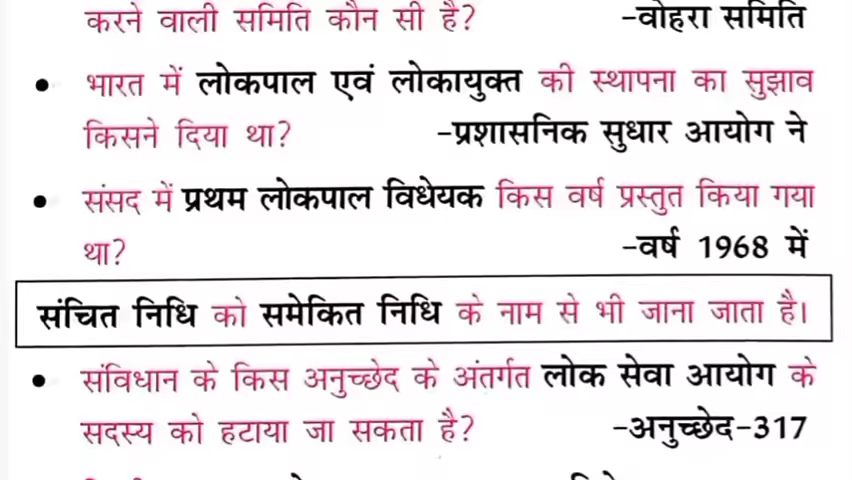 करने वाली समिति कौन सी है? -वोहरा समिति
• भारत में लोकपाल एवं लोकायुक्त की स्थापना का सुझाव
किसने दिया था? -प्रशासनिक सुधार आयोग ने
• संसद में प्रथम लोकपाल विधेयक किस वर्ष प्रस्तुत किया गया
था? -वर्ष 1968 में
संचित निधि को समेकित निधि के नाम से भी जाना जाता है।
• संविधान के किस अनुच्छेद के अंतर्गत लोक सेवा आयोग के
सदस्य को हटाया जा सकता है? -अनुच्छेद-317